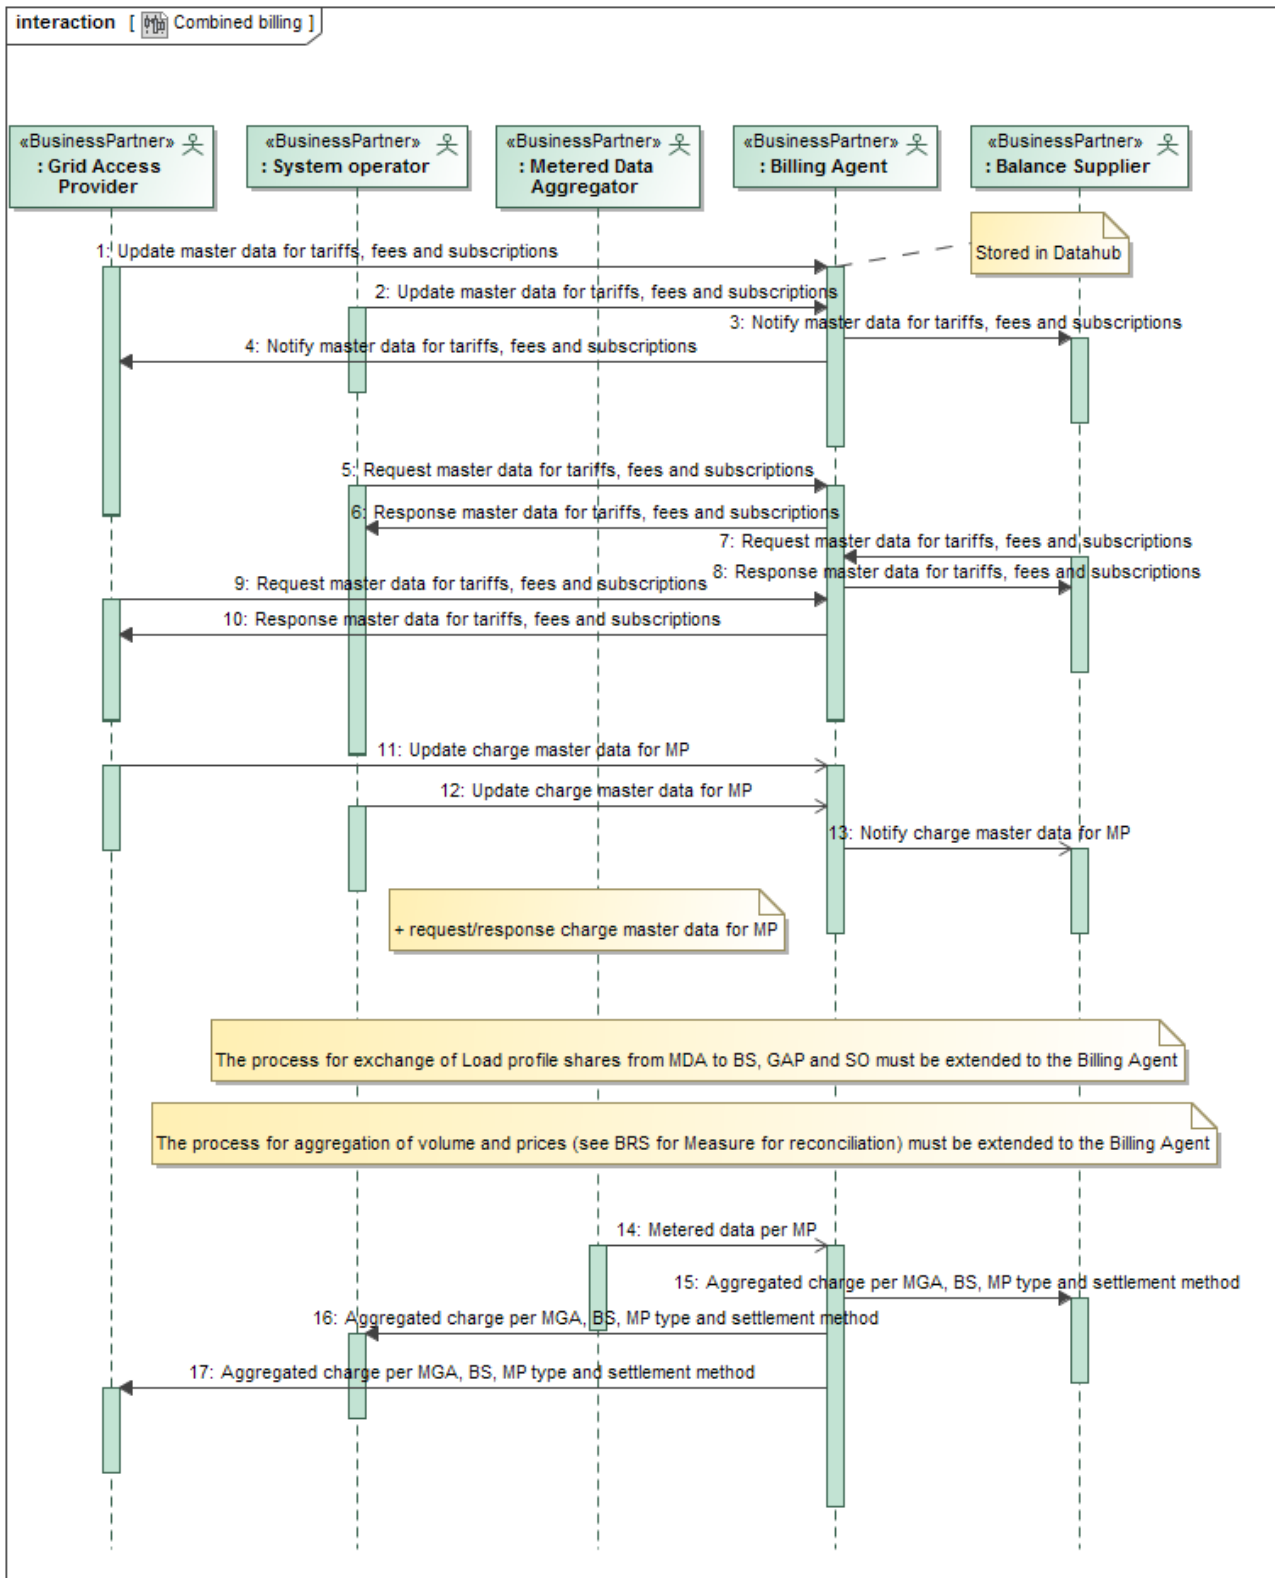 interaction [ Combined billing ]
«BusinessPartner»
: Grid Access
Provider
«BusinessPartner»
: System operator
«BusinessPartner»
: Metered Data
Aggregator
«BusinessPartner»
: Billing Agent
«BusinessPartner»
: Balance Supplier
Stored in Datahub
1: Update master data for tariffs, fees and subscriptions
2: Update master data for tariffs, fees and subscriptions
3: Notify master data for tariffs, fees and subscriptions
4: Notify master data for tariffs, fees and subscriptions
5: Request master data for tariffs, fees and subscriptions
6: Response master data for tariffs, fees and subscriptions
7: Request master data for tariffs, fees and subscriptions
8: Response master data for tariffs, fees and subscriptions
9: Request master data for tariffs, fees and subscriptions
10: Response master data for tariffs, fees and subscriptions
11: Update charge master data for MP
12: Update charge master data for MP
13: Notify charge master data for MP
+ request/response charge master data for MP
The process for exchange of Load profile shares from MDA to BS, GAP and SO must be extended to the Billing Agent
The process for aggregation of volume and prices (see BRS for Measure for reconciliation) must be extended to the Billing Agent
14: Metered data per MP
15: Aggregated charge per MGA, BS, MP type and settlement method
16: Aggregated charge per MGA, BS, MP type and settlement method
17: Aggregated charge per MGA, BS, MP type and settlement method